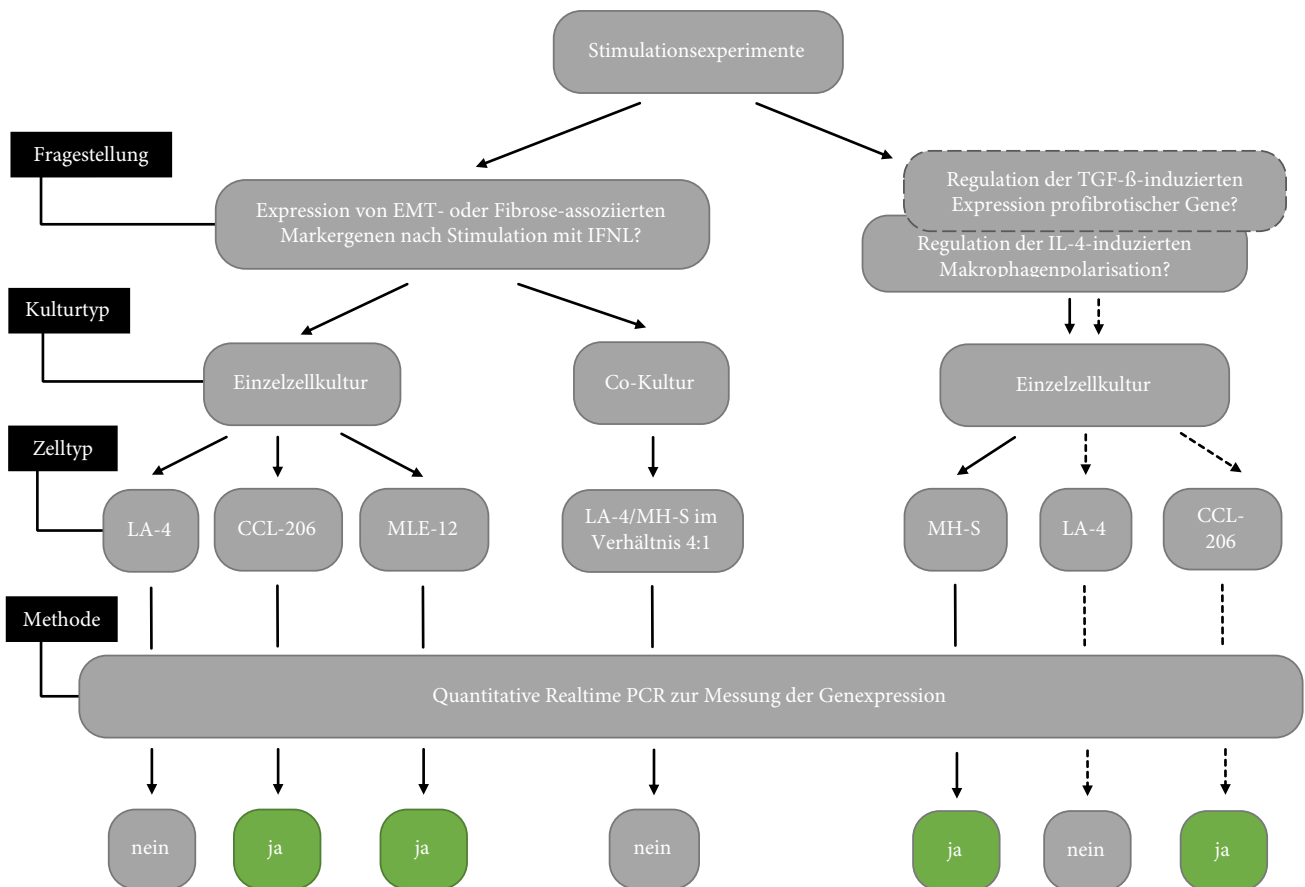 Stimulationsexperimente
Fragestellung
Expression von EMT- oder Fibrose-assoziierten
Markergenen nach Stimulation mit IFNL?
Regulation der TGF-ß-induzierten
Expression profibrotischer Gene?
Regulation der IL-4-induzierten
Makrophagenpolarisation?
Kulturtyp
Einzelzellkultur
Co-Kultur
Einzelzellkultur
Zelltyp
LA-4
CCL-206
MLE-12
LA-4/MH-S im
Verhältnis 4:1
MH-S
LA-4
CCL-
206
Methode
Quantitative Realtime PCR zur Messung der Genexpression
nein
ja
ja
nein
ja
nein
ja